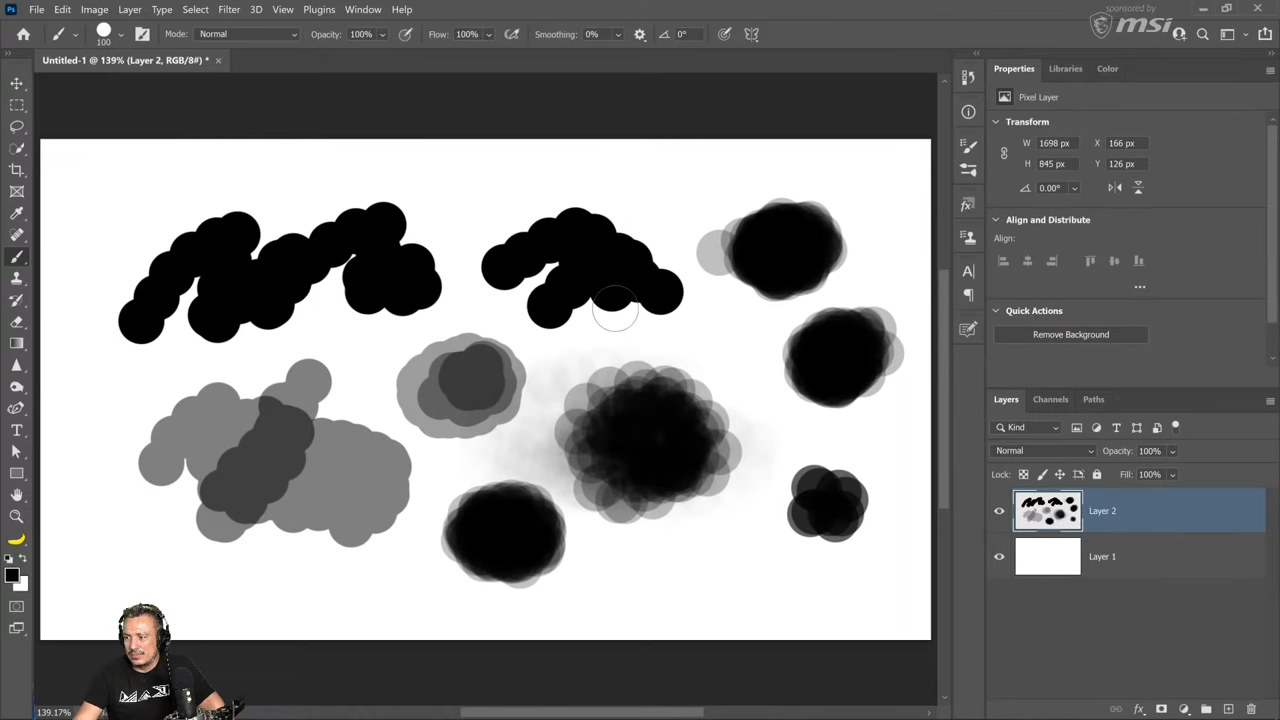 Ps File Edit Image Layer Type Select Filter 3D View Plugins Window Help
sponsored by
msi
100 Mode: Normal Opacity: 100% Flow: 100% Smoothing: 0% 0°
Untitled-1 @ 139% (Layer 2, RGB/8#) *
Properties Libraries Color
Pixel Layer
Transform
W 1698 px X 166 px
H 845 px Y 126 px
0.00°
Align and Distribute
Align:
Quick Actions
Remove Background
Layers Channels Paths
Kind
Normal Opacity: 100%
Lock: Fill: 100%
Layer 2
Layer 1
139.17%